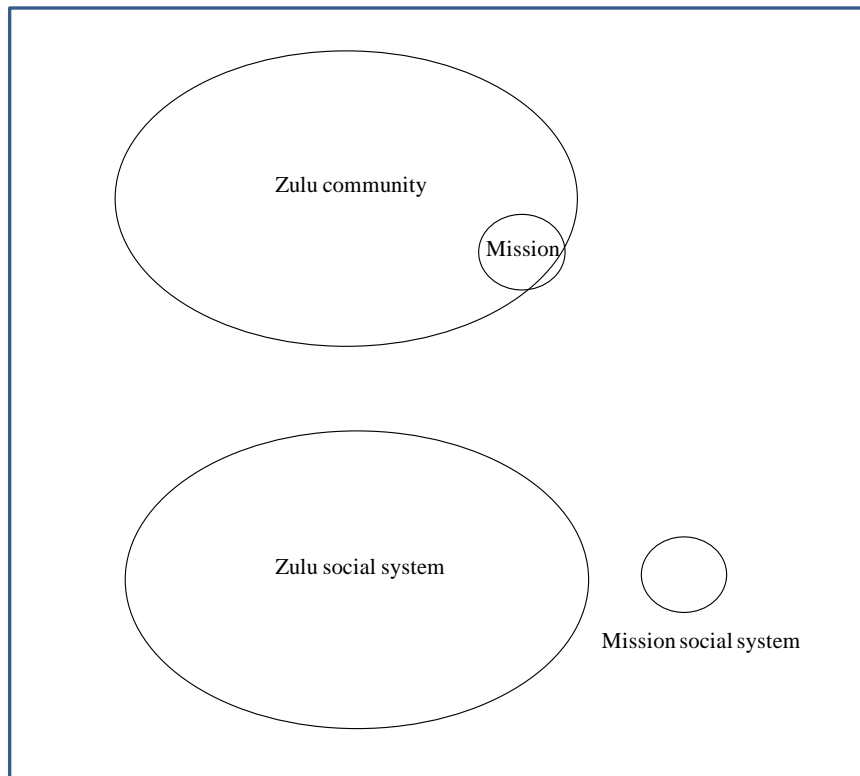 Zulu community
Mission
Zulu social system
Mission social system